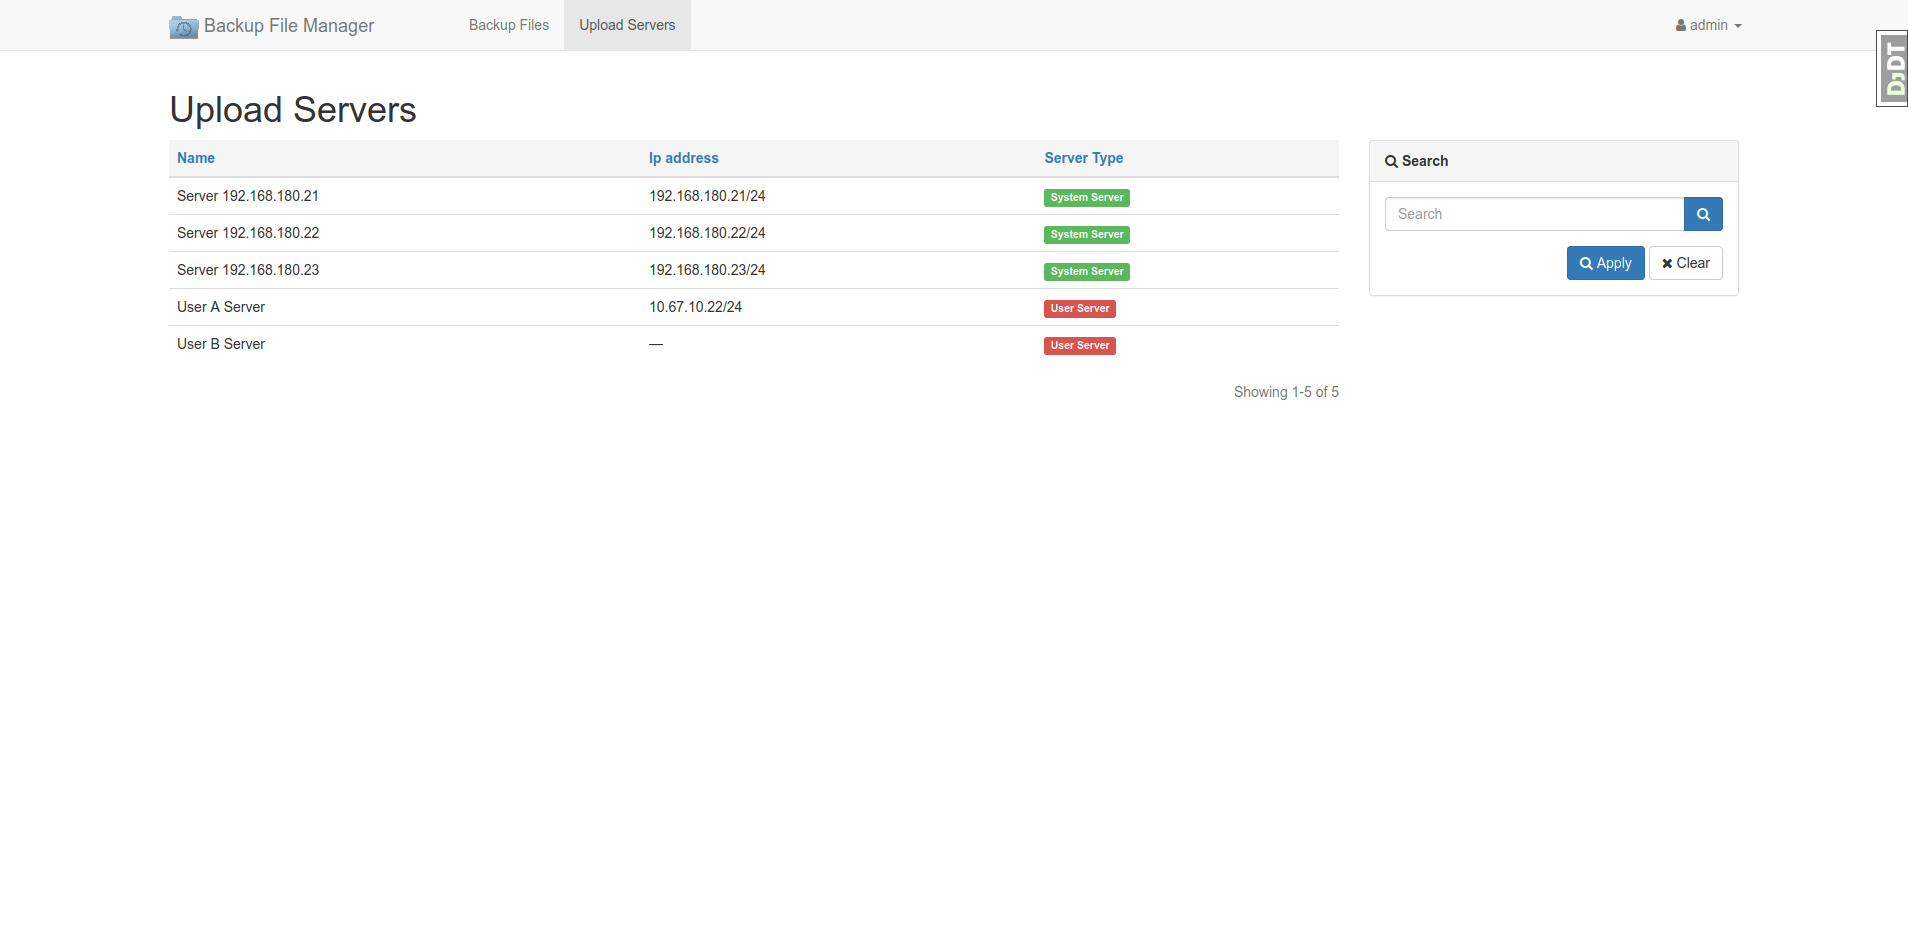 Backup File Manager Backup Files Upload Servers admin
DjDT
Upload Servers
Name Ip address Server Type
Server 192.168.180.21 192.168.180.21/24 System Server
Server 192.168.180.22 192.168.180.22/24 System Server
Server 192.168.180.23 192.168.180.23/24 System Server
User A Server 10.67.10.22/24 User Server
User B Server — User Server
Showing 1-5 of 5
Search
Search
Apply Clear